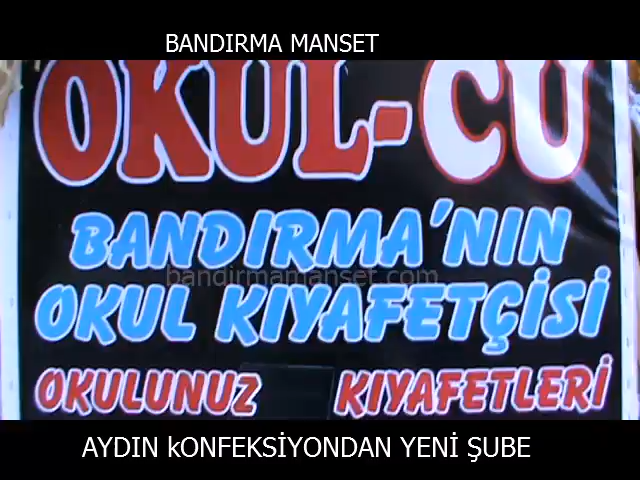 BANDIRMA MANSET
OKUL-CU
BANDIRMA'NIN
bandirmamanset.com
OKUL KIYAFETÇİSİ
OKULUNUZ KIYAFETLERİ
AYDIN kONFEKSİYONDAN YENİ ŞUBE